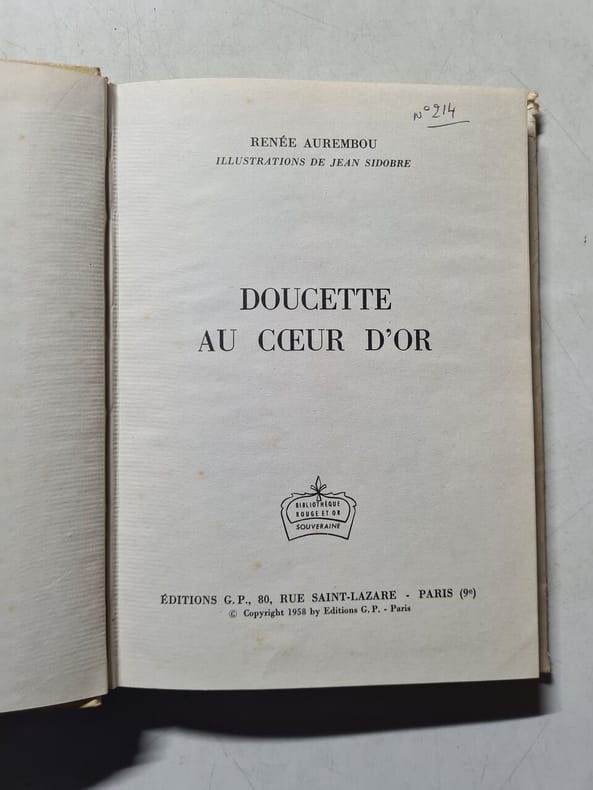 N° 214
RENÉE AUREMBOU
ILLUSTRATIONS DE JEAN SIDOBRE
DOUCETTE
AU CŒUR D'OR
BIBLIOTHÈQUE
ROUGE ET OR
SOUVERAINE
ÉDITIONS G. P., 80, RUE SAINT-LAZARE - PARIS (9e)
© Copyright 1958 by Editions G. P. - Paris